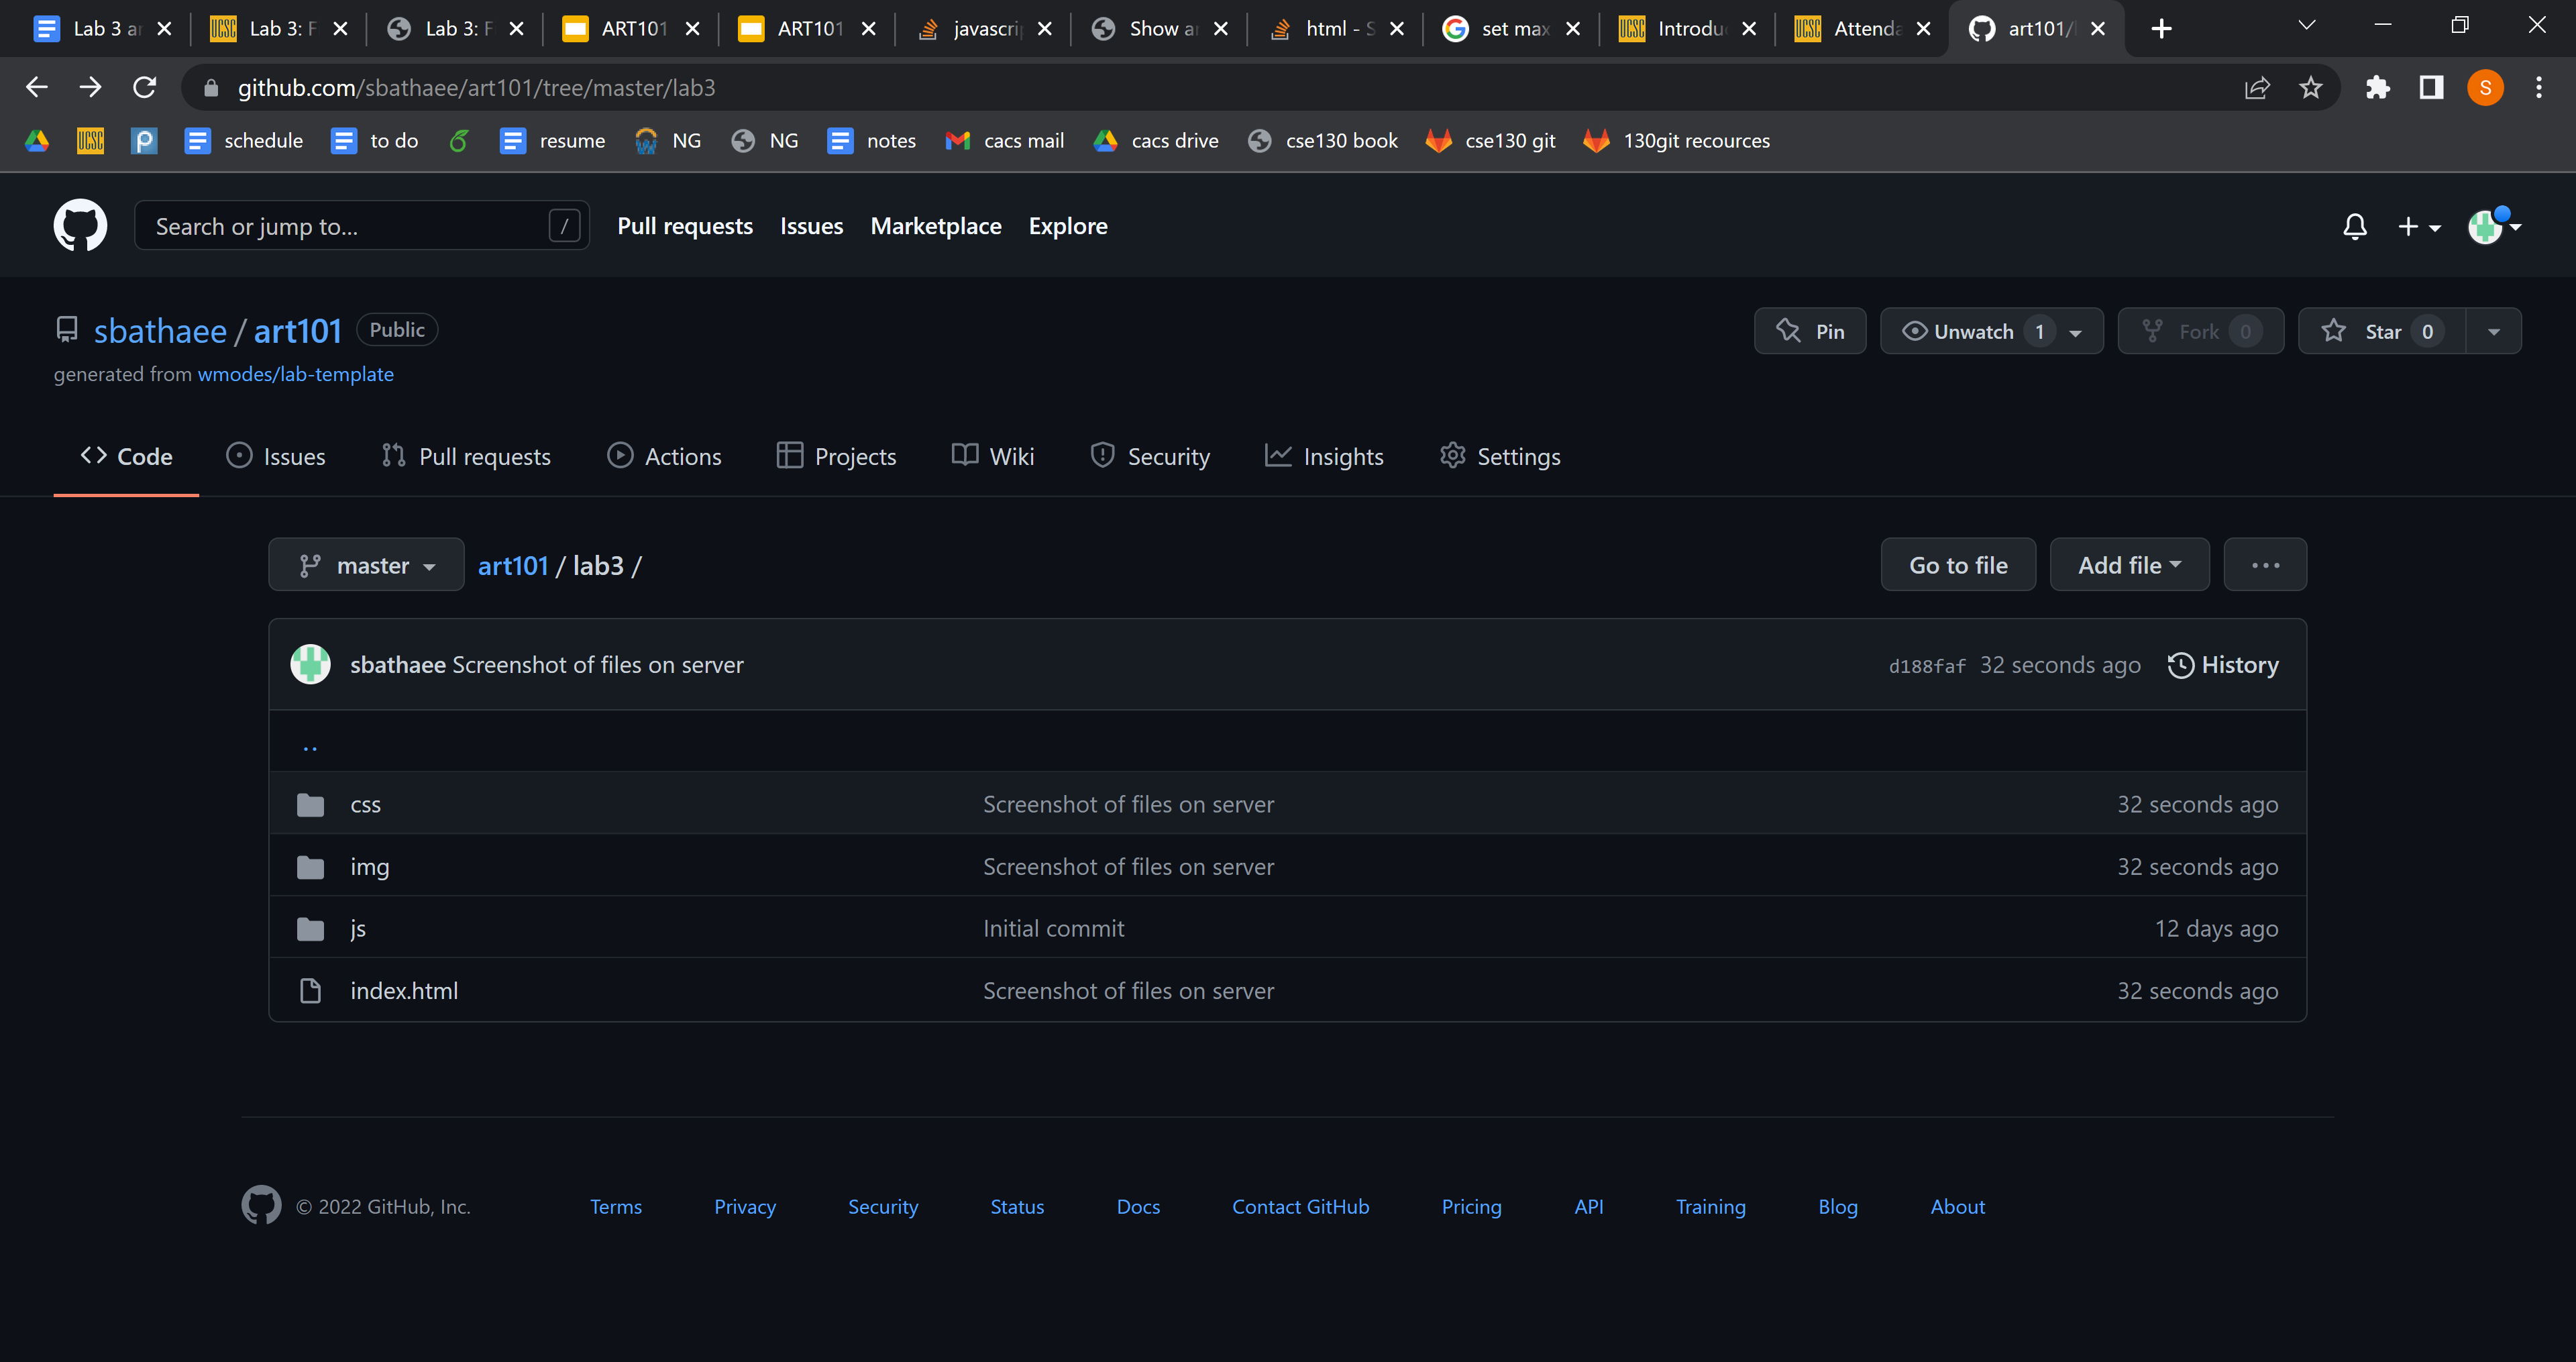 Lab 3 ar Lab 3: F Lab 3: F ART101 ART101 javascri Show ar html - S set max Introdu Attenda art101/l
github.com/sbathaee/art101/tree/master/lab3 S
UCSC P schedule to do resume NG NG notes cacs mail cacs drive cse130 book cse130 git 130git recources
Search or jump to... / Pull requests Issues Marketplace Explore
sbathaee / art101 Public Pin Unwatch 1 Fork 0 Star 0
generated from wmodes/lab-template
Code Issues Pull requests Actions Projects Wiki Security Insights Settings
master art101 / lab3 / Go to file Add file ...
sbathaee Screenshot of files on server d188faf 32 seconds ago History
..
css Screenshot of files on server 32 seconds ago
img Screenshot of files on server 32 seconds ago
js Initial commit 12 days ago
index.html Screenshot of files on server 32 seconds ago
© 2022 GitHub, Inc. Terms Privacy Security Status Docs Contact GitHub Pricing API Training Blog About